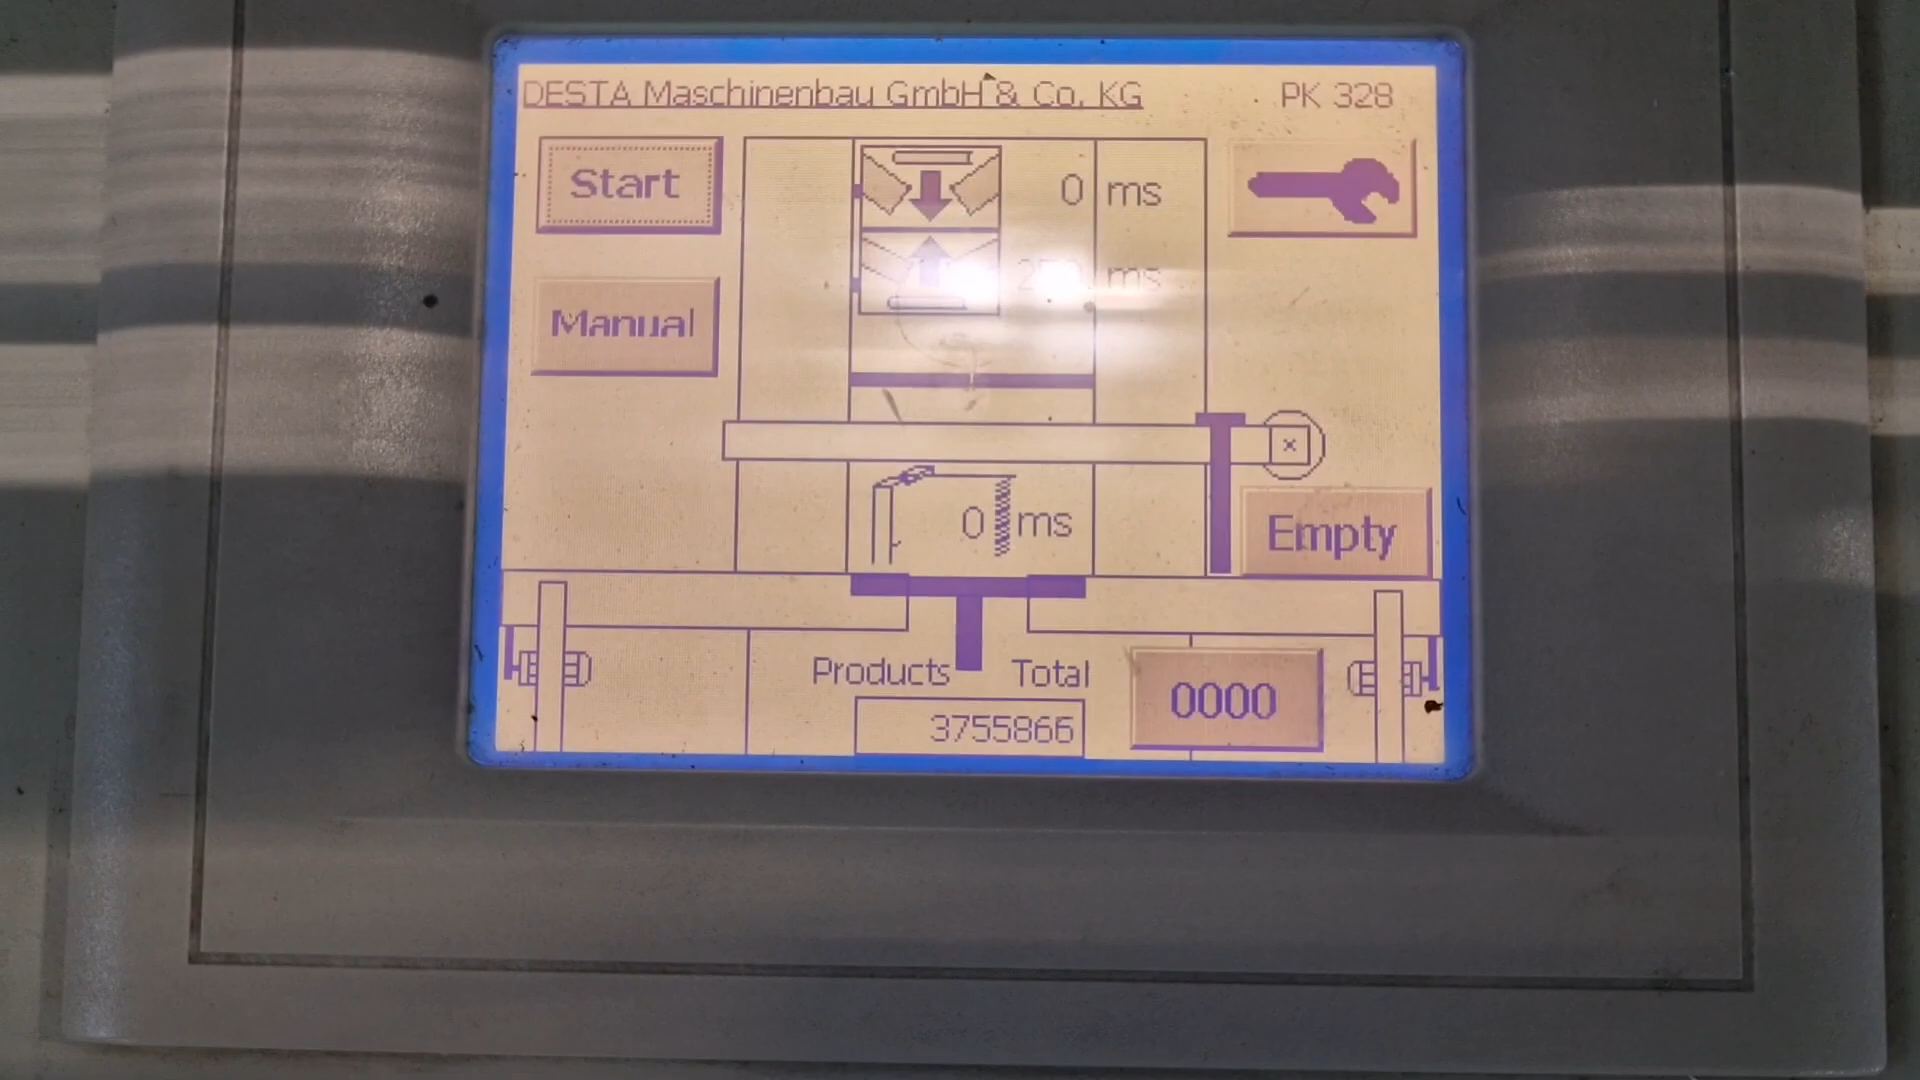 DESTA Maschinenbau GmbH & Co. KG PK 328
Start
0 ms
ms
Manual
0 ms
Empty
Products Total
0000
3755866